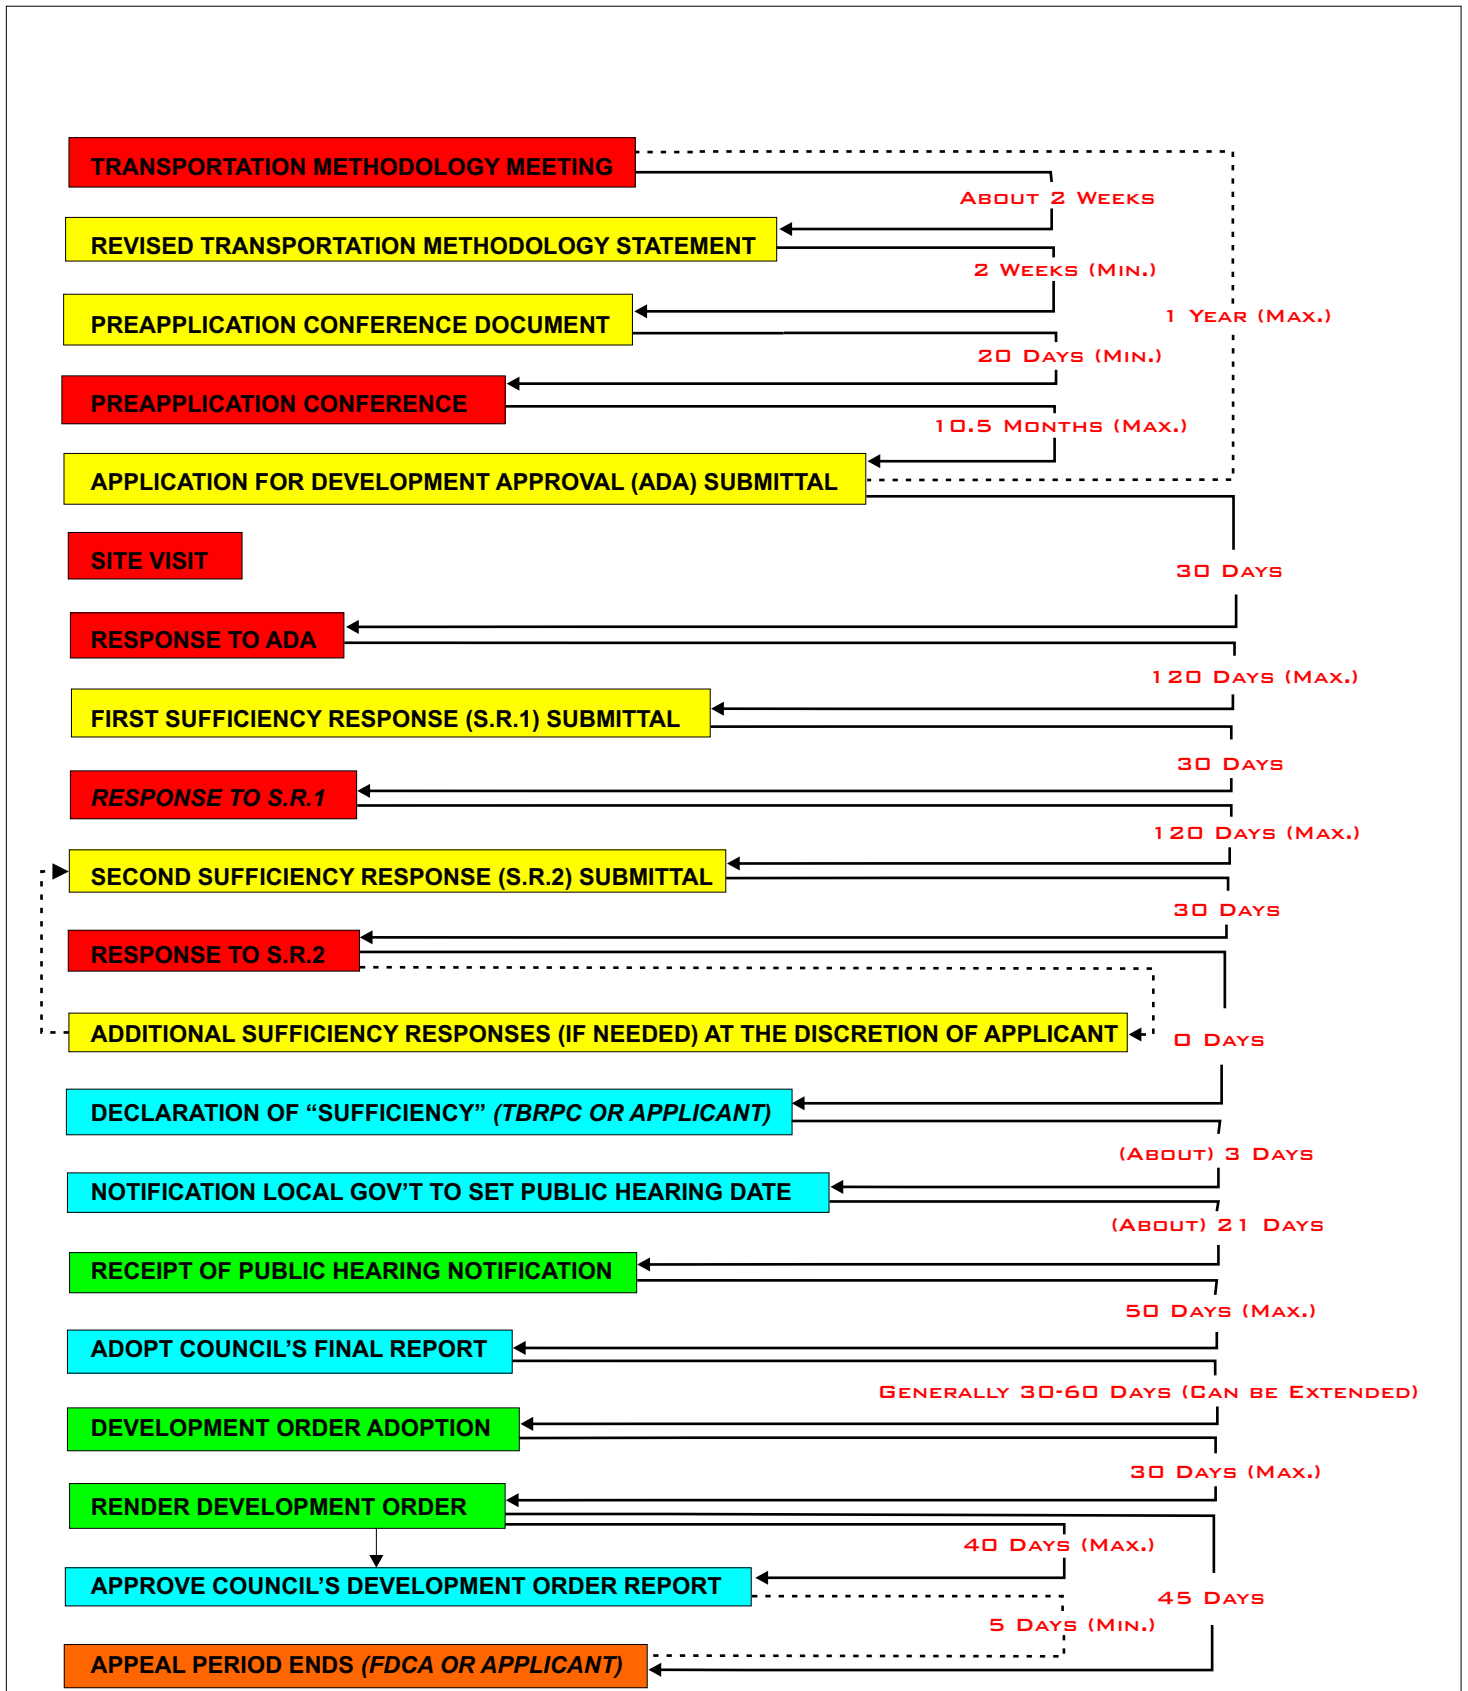 TRANSPORTATION METHODOLOGY MEETING
ABOUT 2 WEEKS
REVISED TRANSPORTATION METHODOLOGY STATEMENT
2 WEEKS (MIN.)
PREAPPLICATION CONFERENCE DOCUMENT
1 YEAR (MAX.)
20 DAYS (MIN.)
PREAPPLICATION CONFERENCE
10.5 MONTHS (MAX.)
APPLICATION FOR DEVELOPMENT APPROVAL (ADA) SUBMITTAL
SITE VISIT
30 DAYS
RESPONSE TO ADA
120 DAYS (MAX.)
FIRST SUFFICIENCY RESPONSE (S.R.1) SUBMITTAL
30 DAYS
RESPONSE TO S.R.1
120 DAYS (MAX.)
SECOND SUFFICIENCY RESPONSE (S.R.2) SUBMITTAL
30 DAYS
RESPONSE TO S.R.2
ADDITIONAL SUFFICIENCY RESPONSES (IF NEEDED) AT THE DISCRETION OF APPLICANT
0 DAYS
DECLARATION OF “SUFFICIENCY” (TBRPC OR APPLICANT)
(ABOUT) 3 DAYS
NOTIFICATION LOCAL GOV’T TO SET PUBLIC HEARING DATE
(ABOUT) 21 DAYS
RECEIPT OF PUBLIC HEARING NOTIFICATION
50 DAYS (MAX.)
ADOPT COUNCIL’S FINAL REPORT
GENERALLY 30-60 DAYS (CAN BE EXTENDED)
DEVELOPMENT ORDER ADOPTION
30 DAYS (MAX.)
RENDER DEVELOPMENT ORDER
40 DAYS (MAX.)
APPROVE COUNCIL’S DEVELOPMENT ORDER REPORT
45 DAYS
5 DAYS (MIN.)
APPEAL PERIOD ENDS (FDCA OR APPLICANT)